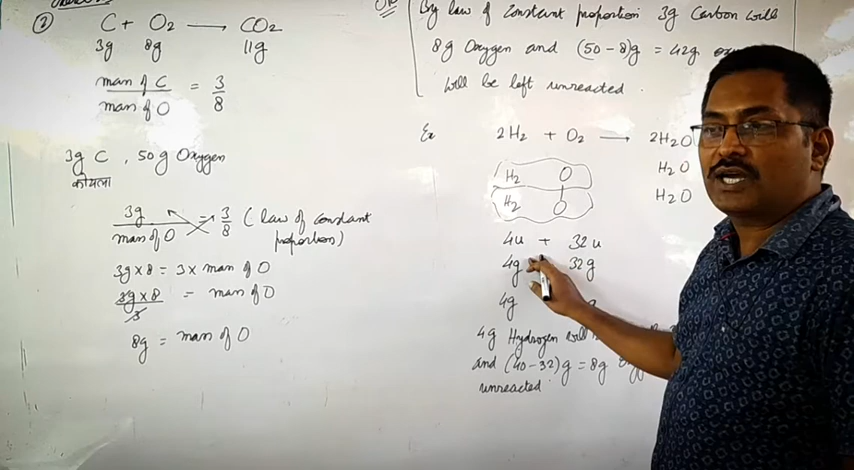 ②
C + O₂ ⟶ CO₂
3g 8g 11g
mass of C / mass of O = 3/8
3g C , 50g Oxygen
कोयला
3g / mass of O = 3/8 ( law of constant
proportion)
3g × 8 = 3 × mass of O
3g × 8 / 3 = mass of O
8g = mass of O
OR
By law of Constant proportion 3g Carbon will
8g Oxygen and (50 - 8)g = 42g
will be left unreacted .
Ex 2H₂ + O₂ ⟶ 2H₂O
H₂ O H₂O
H₂ O H₂O
4u + 32u
4g 32g
4g
4g Hydrogen will
and (40 - 32)g = 8g
unreacted .